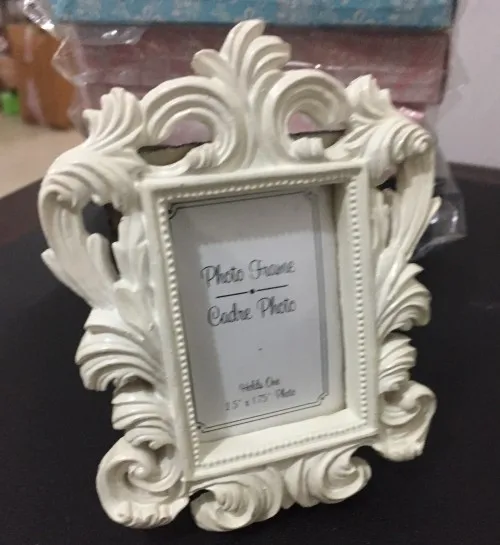 Photo Frame
Cadre Photo
Holds One
2.5" x 1.75" Photo